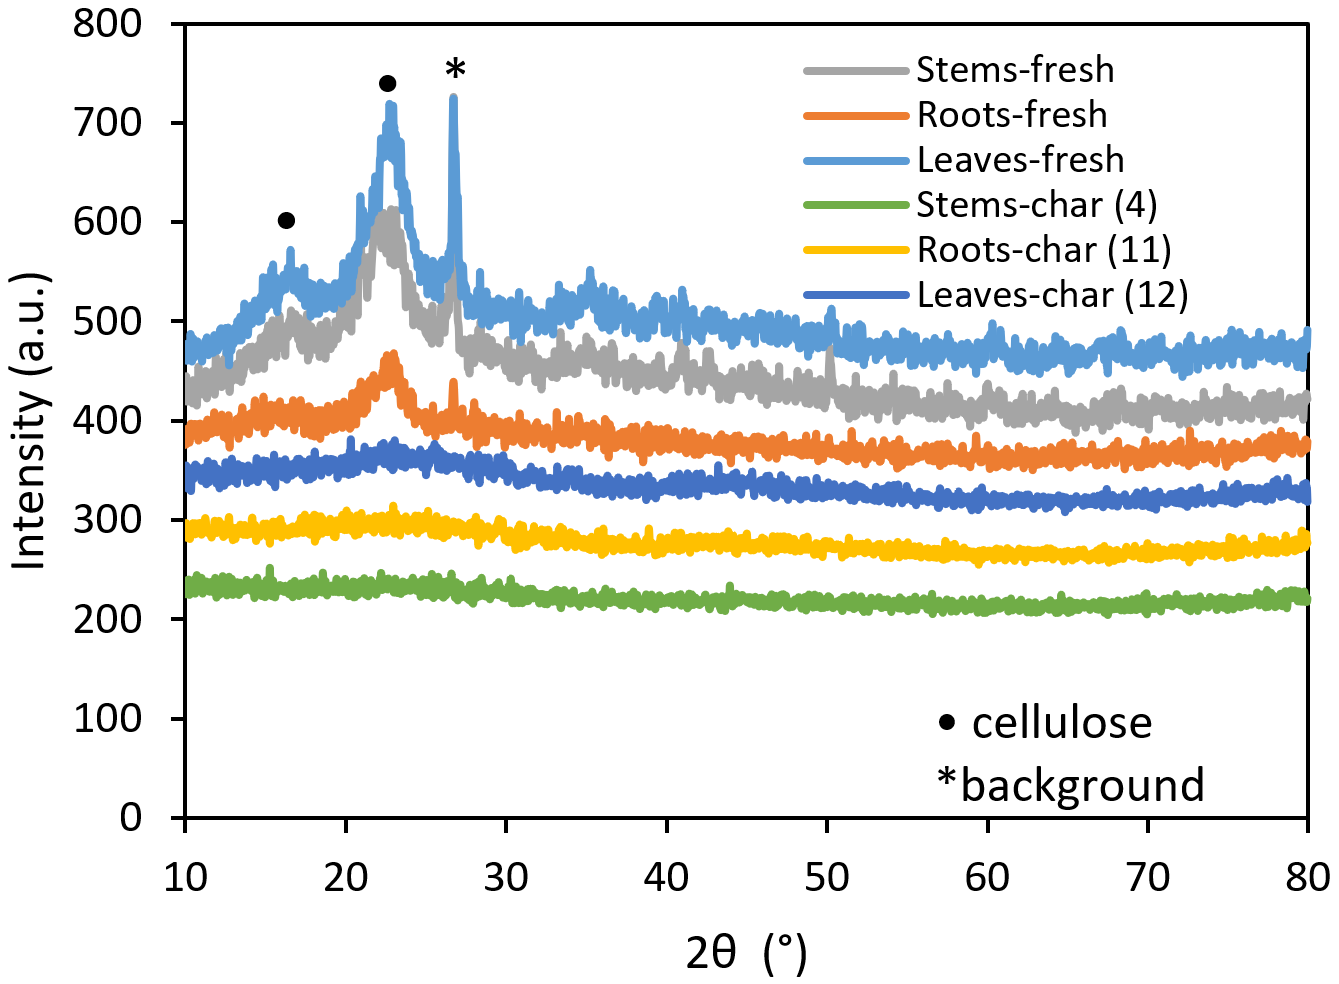 800
700
600
500
400
300
200
100
0
Intensity (a.u.)
*
Stems-fresh
Roots-fresh
Leaves-fresh
Stems-char (4)
Roots-char (11)
Leaves-char (12)
• cellulose
*background
10 20 30 40 50 60 70 80
2θ (°)